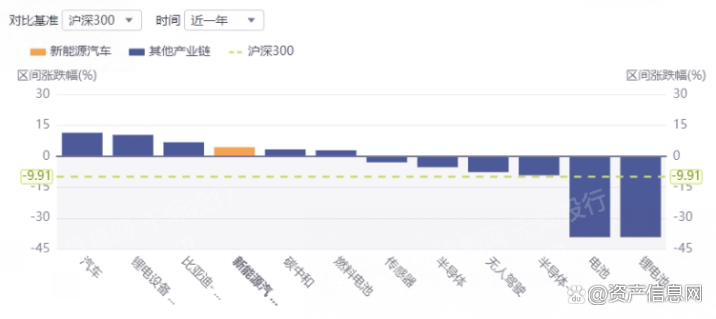 对比基准 沪深300 时间 近一年
新能源汽车 其他产业链 沪深300
区间涨跌幅(%) 区间涨跌幅(%)
30 30
15 15
0 0
-9.91 -9.91
-15 -15
-30 -30
-45 -45
汽车 锂电设备... 比亚迪-... 新能源汽... 碳中和 燃料电池 传感器 半导体 无人驾驶 半导体- 电池 锂电池
@资产信息网